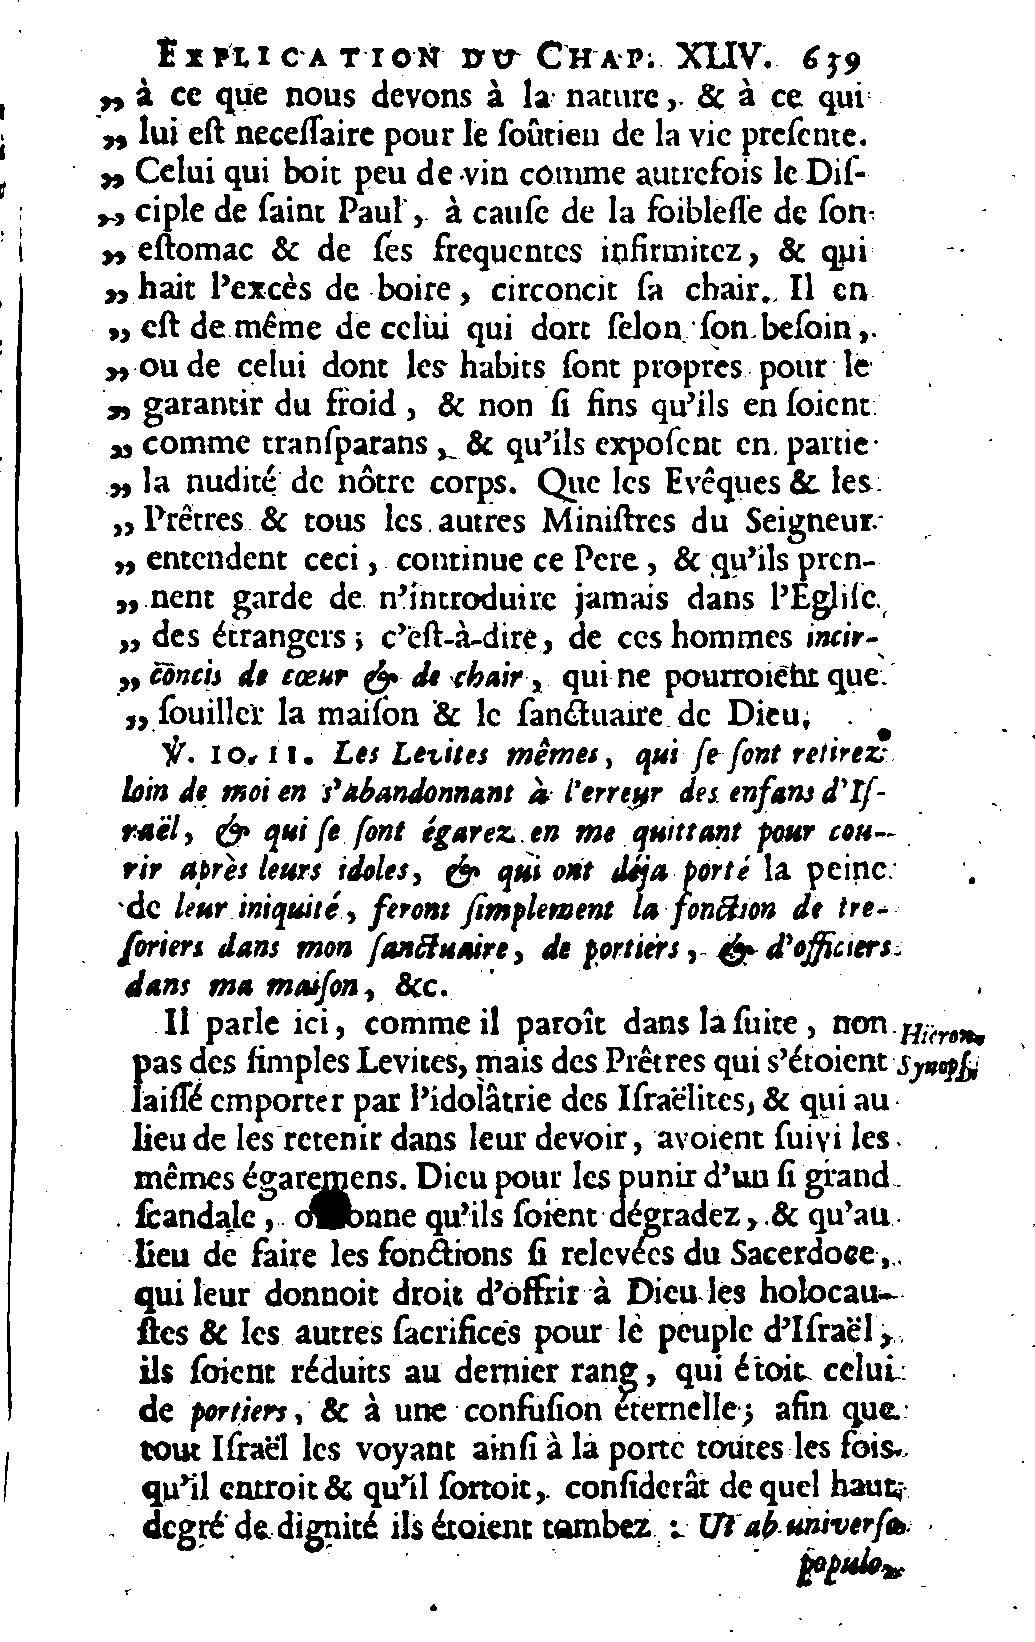 EXPLICATION DU CHAP. XLIV. 639
„ à ce que nous devons à la nature, & à ce qui
„ lui eſt neceſſaire pour le ſoûtien de la vie preſente.
„ Celui qui boit peu de vin comme autrefois le Diſ-
„ ciple de ſaint Paul, à cauſe de la foibleſſe de ſon
„ eſtomac & de ſes frequentes infirmitez, & qui
„ hait l'excès de boire, circoncit ſa chair. Il en
„ eſt de même de celui qui dort ſelon ſon beſoin,
„ ou de celui dont les habits ſont propres pour le
„ garantir du froid, & non ſi fins qu'ils en ſoient
„ comme tranſparans, & qu'ils expoſent en partie
„ la nudité de nôtre corps. Que les Evêques & les
„ Prêtres & tous les autres Miniſtres du Seigneur
„ entendent ceci, continue ce Pere, & qu'ils pren-
„ nent garde de n'introduire jamais dans l'Egliſe
„ des étrangers; c'eſt-à-dire, de ces hommes incir-
„ concis de cœur & de chair, qui ne pourroient que
„ ſouiller la maiſon & le ſanctuaire de Dieu.
℣. 10. 11. Les Levites mêmes, qui ſe ſont retirez
loin de moi en s'abandonnant à l'erreur des enfans d'Iſ-
raël, & qui ſe ſont égarez en me quittant pour cou-
rir après leurs idoles, & qui ont déja porté la peine
de leur iniquité, feront ſimplement la fonction de tre-
ſoriers dans mon ſanctuaire, de portiers, & d'officiers
dans ma maiſon, &c.
Il parle ici, comme il paroît dans la ſuite, non
Hieron.
pas des ſimples Levites, mais des Prêtres qui s'étoient
Synopſ.
laiſſé emporter par l'idolâtrie des Iſraëlites, & qui au
lieu de les retenir dans leur devoir, avoient ſuivi les
mêmes égaremens. Dieu pour les punir d'un ſi grand
ſcandale, ordonne qu'ils ſoient dégradez, & qu'au
lieu de faire les fonctions ſi relevées du Sacerdoce,
qui leur donnoit droit d'offrir à Dieu les holocau-
ſtes & les autres ſacrifices pour le peuple d'Iſraël,
ils ſoient réduits au dernier rang, qui étoit celui
de portiers, & à une confuſion éternelle; afin que
tout Iſraël les voyant ainſi à la porte toutes les fois
qu'il entroit & qu'il ſortoit, conſiderât de quel haut
degré de dignité ils étoient tombez : Ut ab univerſo
populo